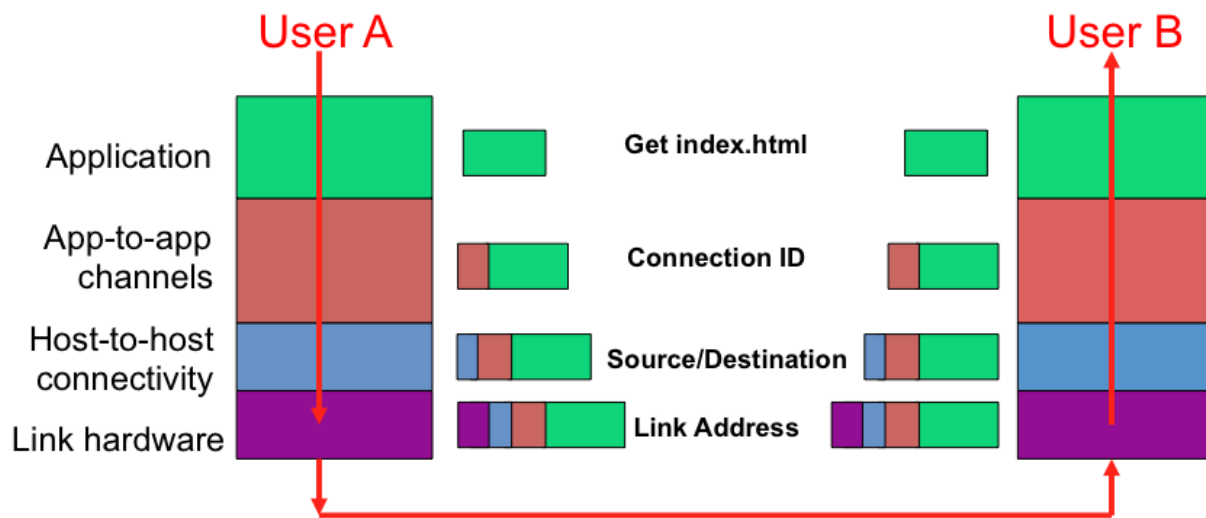 User A
User B
Application
Get index.html
App-to-app
channels
Connection ID
Host-to-host
connectivity
Source/Destination
Link hardware
Link Address